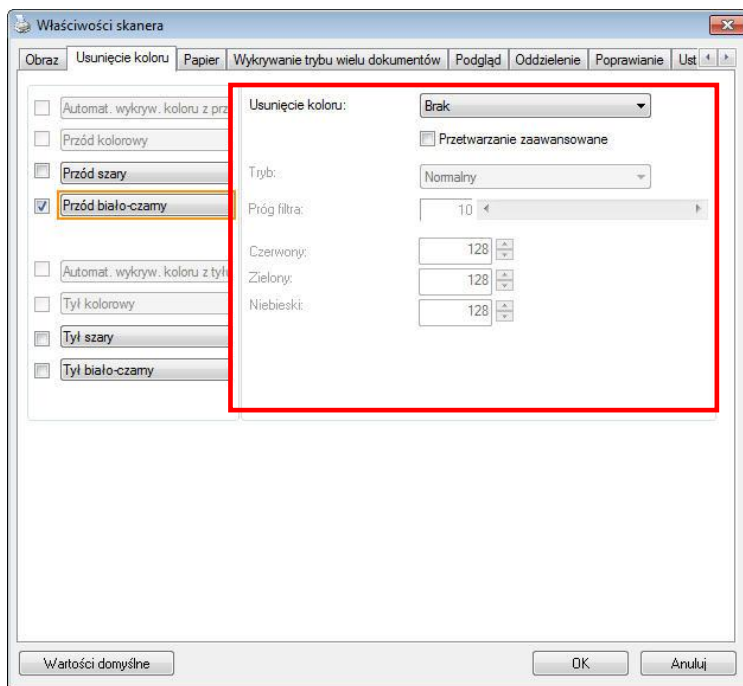 Właściwości skanera
Obraz Usunięcie koloru Papier Wykrywanie trybu wielu dokumentów Podgląd Oddzielenie Poprawianie Ust
Automat. wykryw. koloru z prz
Przód kolorowy
Przód szary
Przód biało-czarny
Automat. wykryw. koloru z tyłu
Tył kolorowy
Tył szary
Tył biało-czarny
Usunięcie koloru: Brak
Przetwarzanie zaawansowane
Tryb: Normalny
Próg filtra: 10
Czerwony: 128
Zielony: 128
Niebieski: 128
Wartości domyślne OK Anuluj